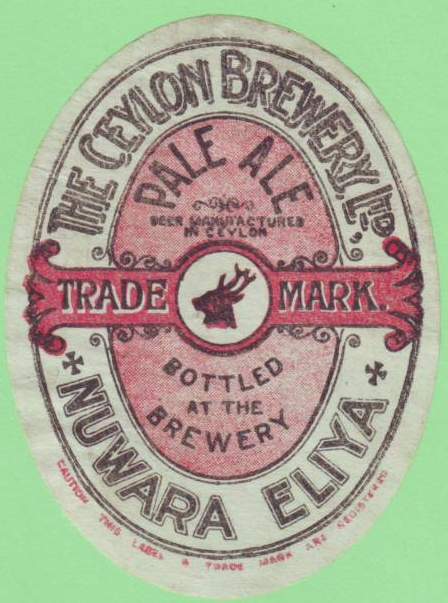 THE CEYLON BREWERY, LTD
PALE ALE
BEER MANUFACTURED
IN CEYLON
TRADE MARK.
BOTTLED
AT THE
BREWERY
NUWARA ELIYA
CAUTION THIS LABEL & TRADE MARK ARE REGISTERED